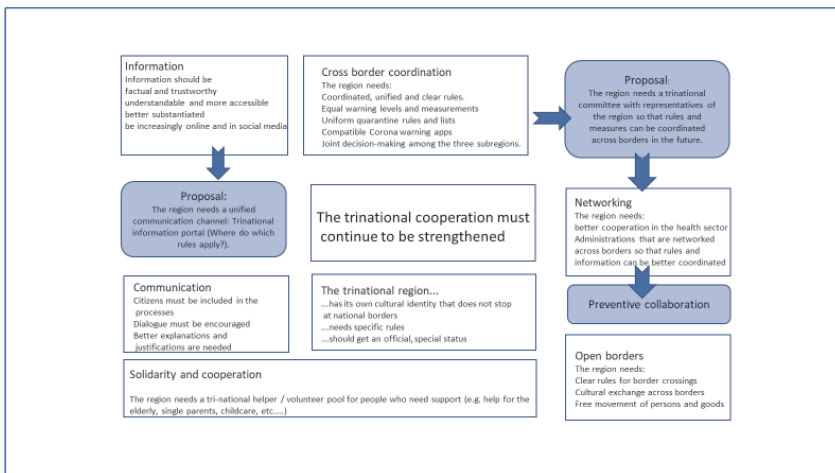 Information
Information should be
factual and trustworthy
understandable and more accessible
better substantiated
be increasingly online and in social media
Cross border coordination
The region needs:
Coordinated, unified and clear rules.
Equal warning levels and measurements
Uniform quarantine rules and lists
Compatible Corona warning apps
Joint decision-making among the three subregions.
Proposal:
The region needs a trinational
committee with representatives of
the region so that rules and
measures can be coordinated
across borders in the future.
Proposal:
The region needs a unified
communication channel: Trinational
information portal (Where do which
rules apply?).
The trinational cooperation must
continue to be strengthened
Networking
The region needs:
better cooperation in the health sector
Administrations that are networked
across borders so that rules and
information can be better coordinated
Communication
Citizens must be included in the
processes
Dialogue must be encouraged
Better explanations and
justifications are needed
The trinational region...
...has its own cultural identity that does not stop
at national borders
...needs specific rules
...should get an official, special status
Preventive collaboration
Solidarity and cooperation
The region needs a tri-national helper / volunteer pool for people who need support (e.g. help for the
elderly, single parents, childcare, etc....)
Open borders
The region needs:
Clear rules for border crossings
Cultural exchange across borders
Free movement of persons and goods